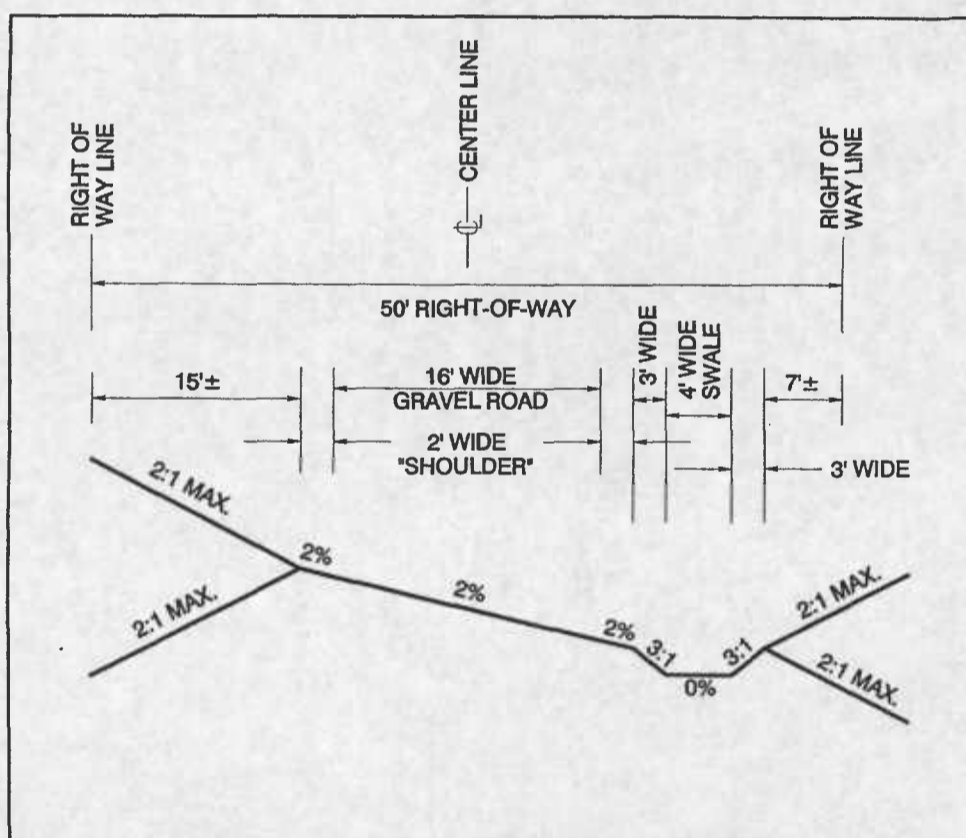 RIGHT OF
WAY LINE
CENTER LINE
RIGHT OF
WAY LINE
50' RIGHT-OF-WAY
15'±
16' WIDE
GRAVEL ROAD
3' WIDE
4' WIDE
SWALE
7'±
2' WIDE
"SHOULDER"
3' WIDE
2:1 MAX.
2:1 MAX.
2%
2%
2%
3:1
0%
3:1
2:1 MAX.
2:1 MAX.